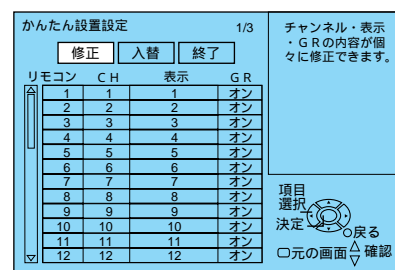 かんたん設置設定 1/3
修正 入替 終了
リモコン CH 表示 GR
1 1 1 オン
2 2 2 オン
3 3 3 オン
4 4 4 オン
5 5 5 オン
6 6 6 オン
7 7 7 オン
8 8 8 オン
9 9 9 オン
10 10 10 オン
11 11 11 オン
12 12 12 オン
チャンネル・表示
・GRの内容が個
々に修正できます。
項目
選択
決定
戻る
元の画面 確認